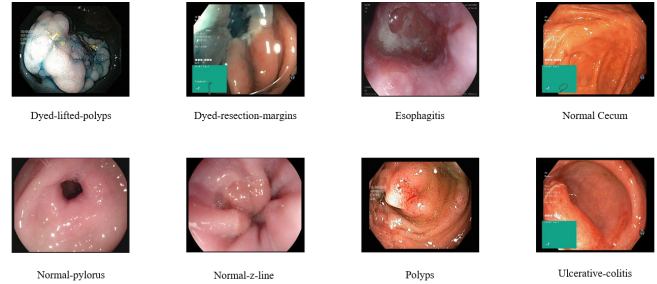 Dyed-lifted-polyps
Dyed-resection-margins
Esophagitis
Normal Cecum
Normal-pylorus
Normal-z-line
Polyps
Ulcerative-colitis